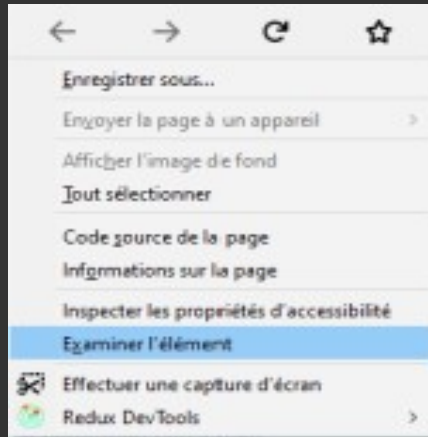 Enregistrer sous...
Envoyer la page à un appareil
Afficher l'image de fond
Tout sélectionner
Code source de la page
Informations sur la page
Inspecter les propriétés d'accessibilité
Examiner l'élément
Effectuer une capture d'écran
Redux DevTools